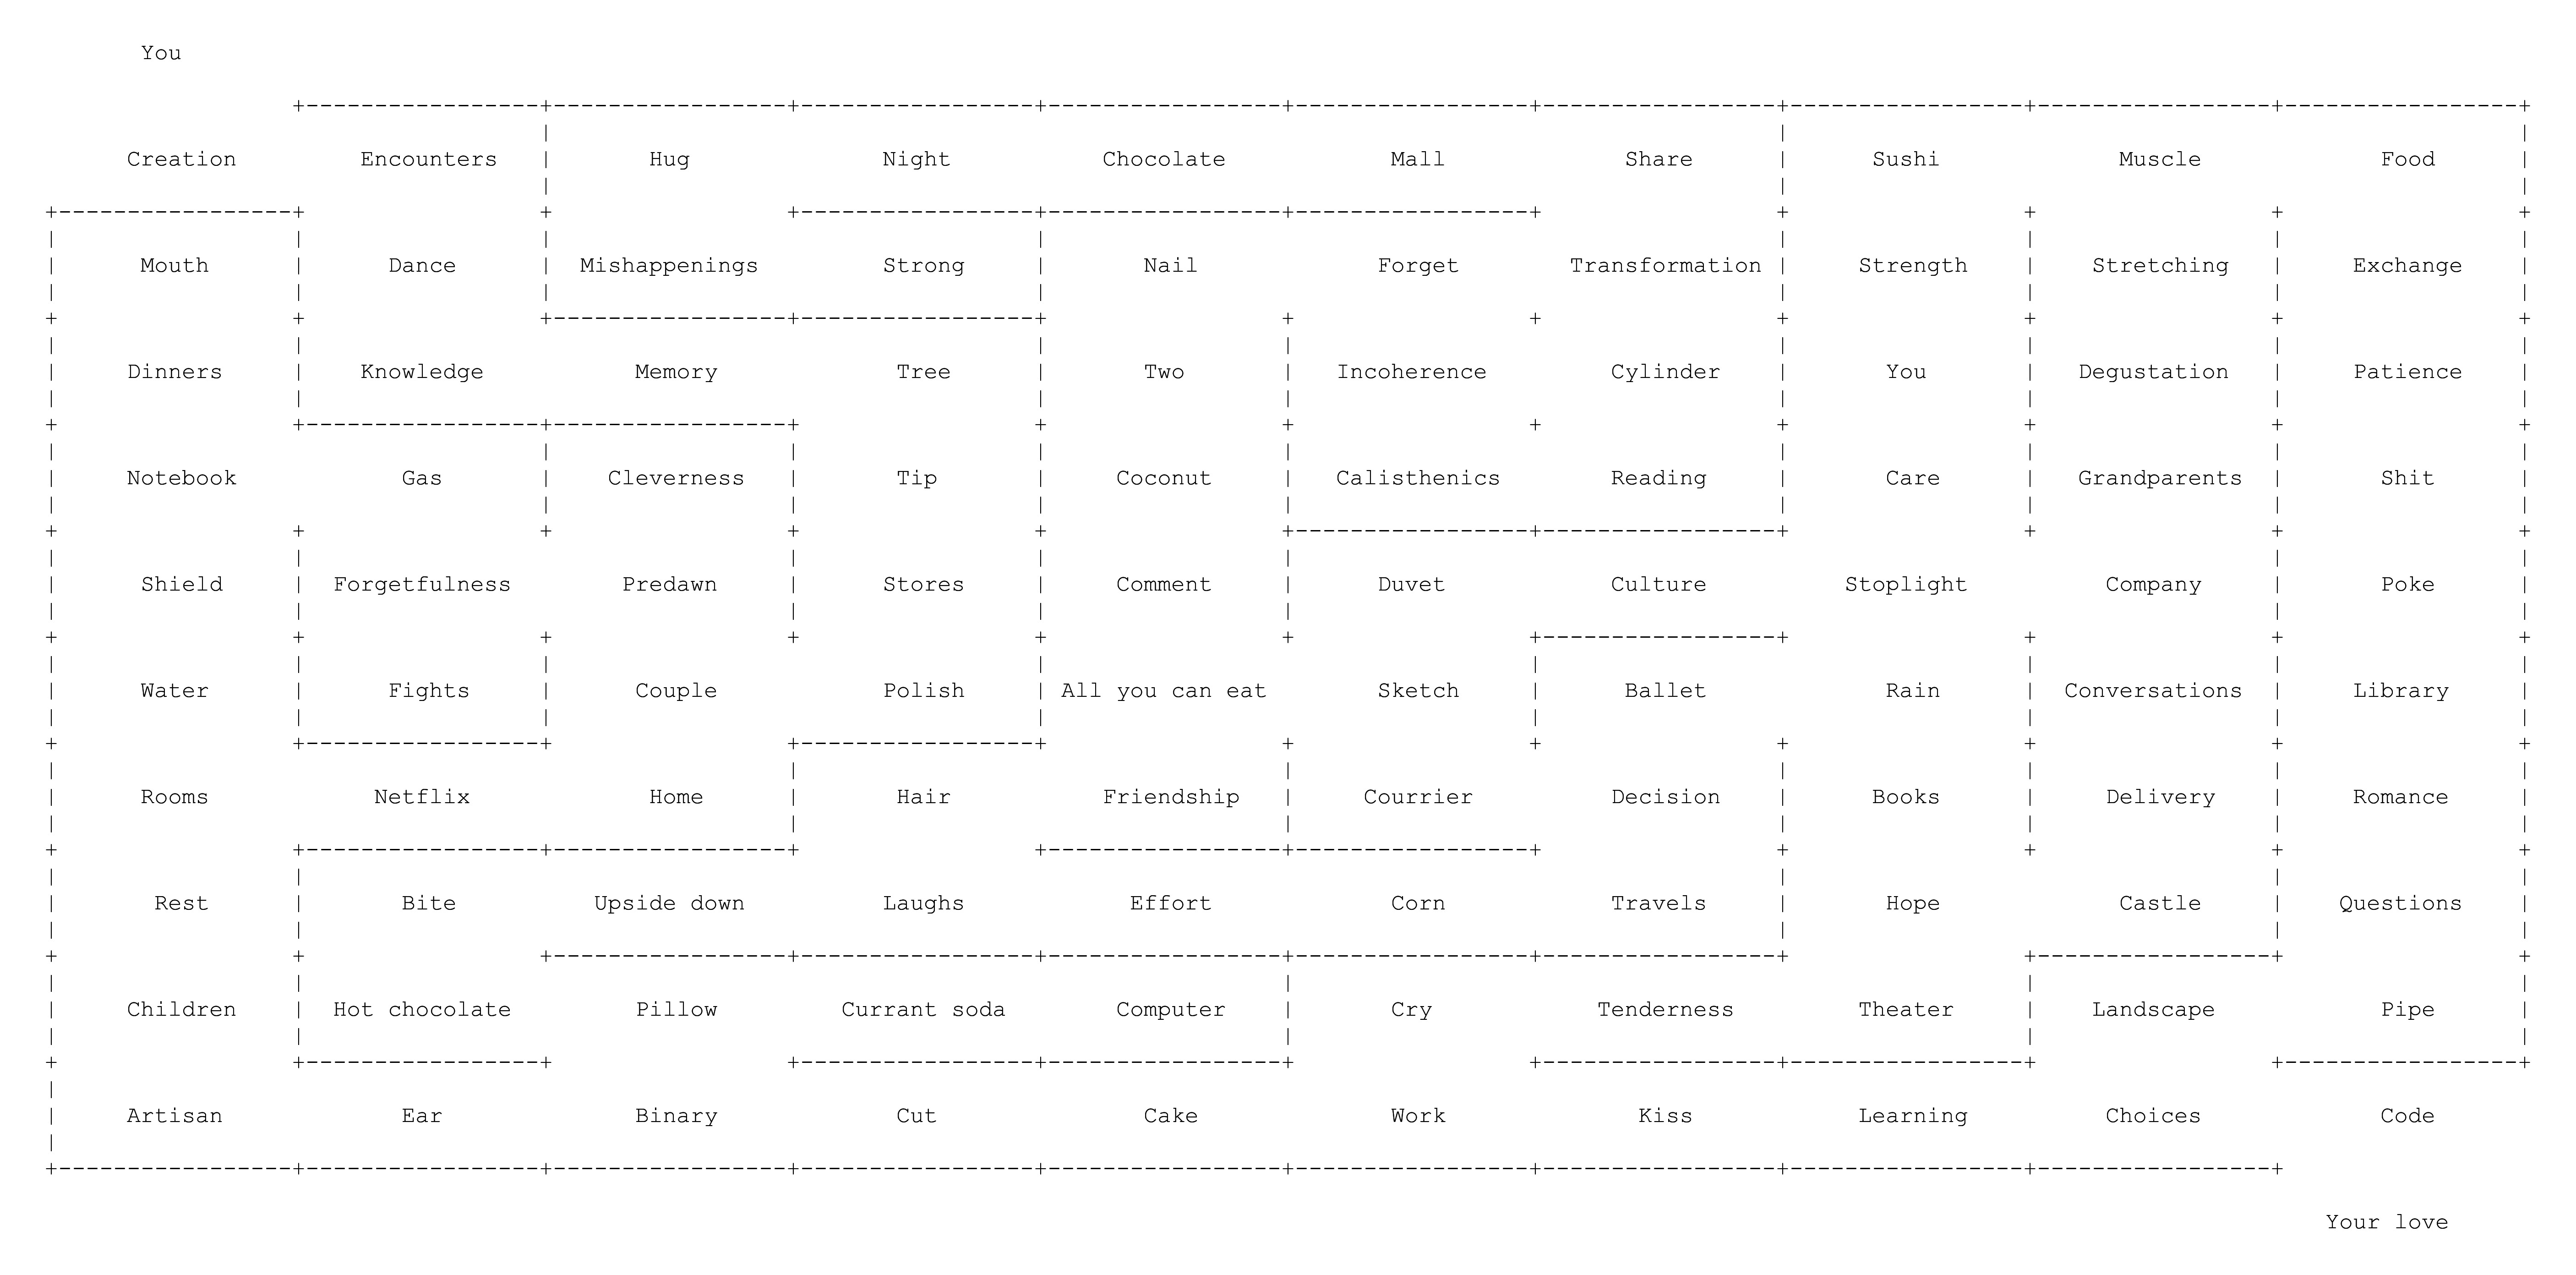 You
Creation Encounters Hug Night Chocolate Mall Share Sushi Muscle Food
Mouth Dance Mishappenings Strong Nail Forget Transformation Strength Stretching Exchange
Dinners Knowledge Memory Tree Two Incoherence Cylinder You Degustation Patience
Notebook Gas Cleverness Tip Coconut Calisthenics Reading Care Grandparents Shit
Shield Forgetfulness Predawn Stores Comment Duvet Culture Stoplight Company Poke
Water Fights Couple Polish All you can eat Sketch Ballet Rain Conversations Library
Rooms Netflix Home Hair Friendship Courrier Decision Books Delivery Romance
Rest Bite Upside down Laughs Effort Corn Travels Hope Castle Questions
Children Hot chocolate Pillow Currant soda Computer Cry Tenderness Theater Landscape Pipe
Artisan Ear Binary Cut Cake Work Kiss Learning Choices Code
Your love